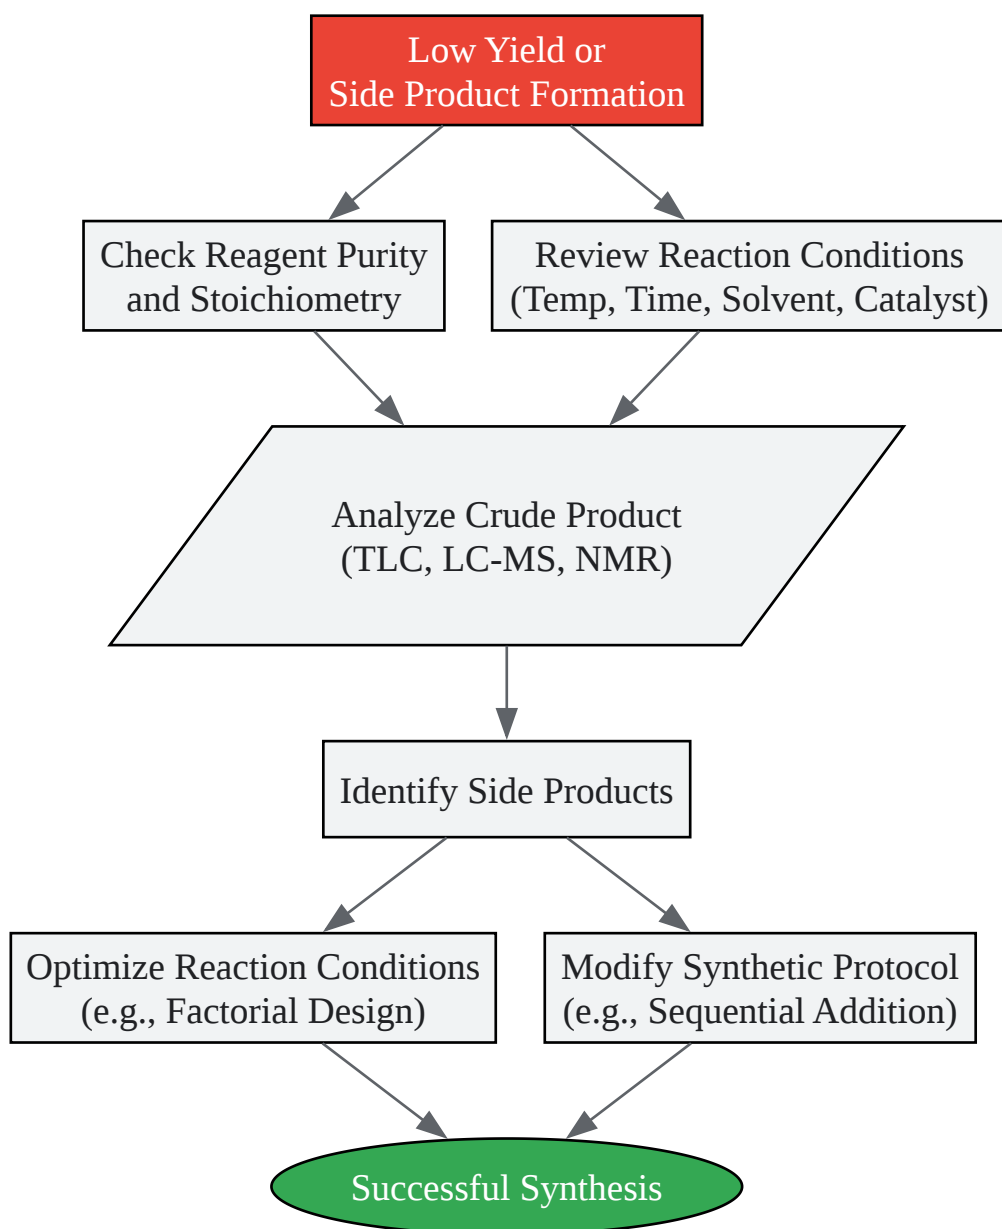 Low Yield or
Side Product Formation
Check Reagent Purity
and Stoichiometry
Review Reaction Conditions
(Temp, Time, Solvent, Catalyst)
Analyze Crude Product
(TLC, LC-MS, NMR)
Identify Side Products
Optimize Reaction Conditions
(e.g., Factorial Design)
Modify Synthetic Protocol
(e.g., Sequential Addition)
Successful Synthesis